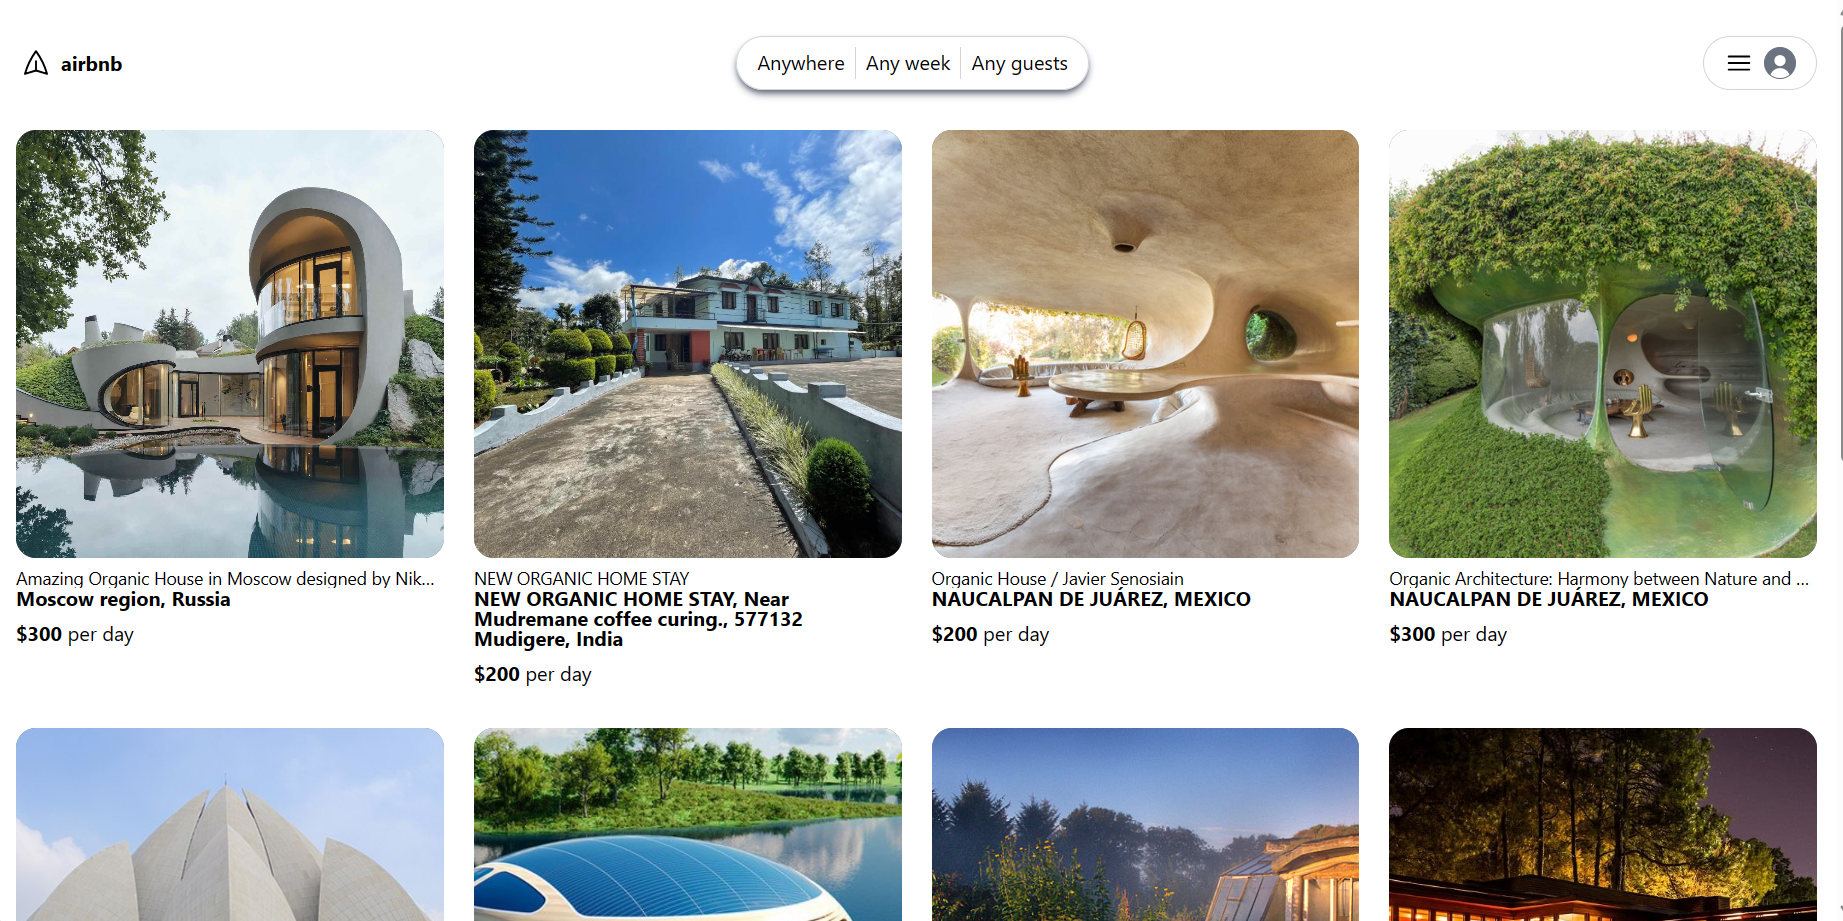 airbnb
Anywhere
Any week
Any guests
Amazing Organic House in Moscow designed by Nik...
Moscow region, Russia
$300 per day
NEW ORGANIC HOME STAY
NEW ORGANIC HOME STAY, Near
Mudremane coffee curing., 577132
Mudigere, India
$200 per day
Organic House / Javier Senosiain
NAUCALPAN DE JUÁREZ, MEXICO
$200 per day
Organic Architecture: Harmony between Nature and ...
NAUCALPAN DE JUÁREZ, MEXICO
$300 per day